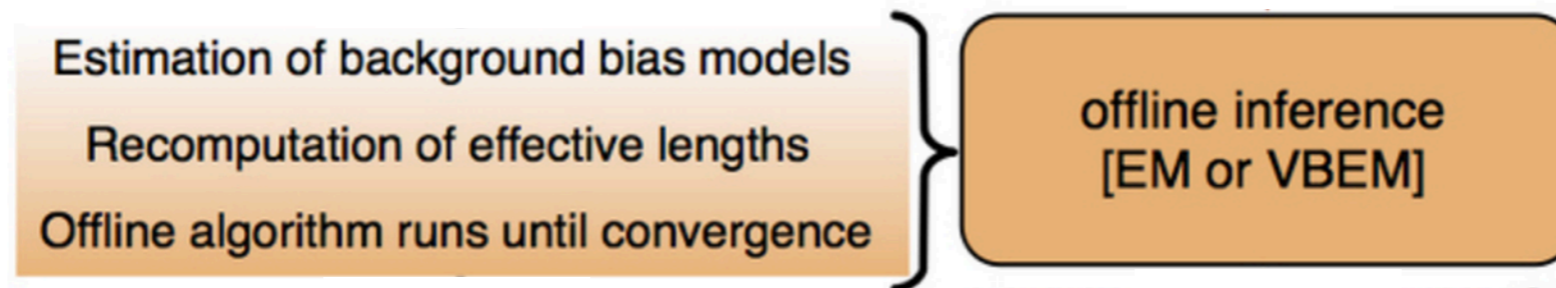 Estimation of background bias models
Recomputation of effective lengths
Offline algorithm runs until convergence
offline inference
[EM or VBEM]